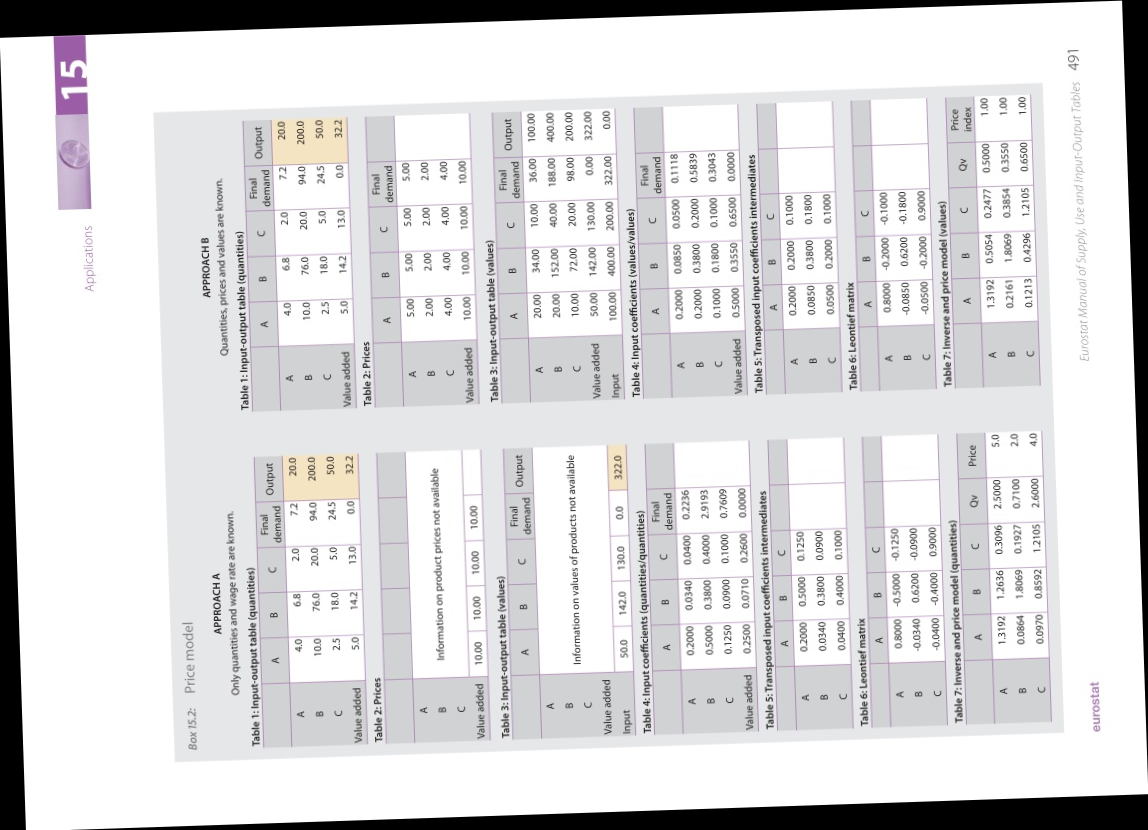 Applications
15
Box 15.2: Price model
APPROACH A
Only quantities and wage rate are known.
Table 1: Input-output table (quantities)
A B C Final demand Output
A 4.0 6.8 2.0 7.2 20.0
B 10.0 76.0 20.0 94.0 200.0
C 2.5 18.0 5.0 24.5 50.0
Value added 5.0 14.2 13.0 0.0 32.2
Table 2: Prices
A
B
C
Information on product prices not available
Value added 10.00 10.00 10.00 10.00
Table 3: Input-output table (values)
A B C Final demand Output
A
B
C
Information on values of products not available
Value added 50.0 142.0 130.0 0.0 322.0
Input
Table 4: Input coefficients (quantities/quantities)
A B C Final demand
A 0.2000 0.0340 0.0400 0.2236
B 0.5000 0.3800 0.4000 2.9193
C 0.1250 0.0900 0.1000 0.7609
Value added 0.2500 0.0710 0.2600 0.0000
Table 5: Transposed input coefficients intermediates
A B C
A 0.2000 0.5000 0.1250
B 0.0340 0.3800 0.0900
C 0.0400 0.4000 0.1000
Table 6: Leontief matrix
A B C
A 0.8000 -0.5000 -0.1250
B -0.0340 0.6200 -0.0900
C -0.0400 -0.4000 0.9000
Table 7: Inverse and price model (quantities)
A B C Qv Price
A 1.3192 1.2636 0.3096 2.5000 5.0
B 0.0864 1.8069 0.1927 0.7100 2.0
C 0.0970 0.8592 1.2105 2.6000 4.0
APPROACH B
Quantities, prices and values are known.
Table 1: Input-output table (quantities)
A B C Final demand Output
A 4.0 6.8 2.0 7.2 20.0
B 10.0 76.0 20.0 94.0 200.0
C 2.5 18.0 5.0 24.5 50.0
Value added 5.0 14.2 13.0 0.0 32.2
Table 2: Prices
A B C Final demand
A 5.00 5.00 5.00 5.00
B 2.00 2.00 2.00 2.00
C 4.00 4.00 4.00 4.00
Value added 10.00 10.00 10.00 10.00
Table 3: Input-output table (values)
A B C Final demand Output
A 20.00 34.00 10.00 36.00 100.00
B 20.00 152.00 40.00 188.00 400.00
C 10.00 72.00 20.00 98.00 200.00
Value added 50.00 142.00 130.00 0.00 322.00
Input 100.00 400.00 200.00 322.00 0.00
Table 4: Input coefficients (values/values)
A B C Final demand
A 0.2000 0.0850 0.0500 0.1118
B 0.2000 0.3800 0.2000 0.5839
C 0.1000 0.1800 0.1000 0.3043
Value added 0.5000 0.3550 0.6500 0.0000
Table 5: Transposed input coefficients intermediates
A B C
A 0.2000 0.2000 0.1000
B 0.0850 0.3800 0.1800
C 0.0500 0.2000 0.1000
Table 6: Leontief matrix
A B C
A 0.8000 -0.2000 -0.1000
B -0.0850 0.6200 -0.1800
C -0.0500 -0.2000 0.9000
Table 7: Inverse and price model (values)
A B C Qv Price index
A 1.3192 0.5054 0.2477 0.5000 1.00
B 0.2161 1.8069 0.3854 0.3550 1.00
C 0.1213 0.4296 1.2105 0.6500 1.00
eurostat
Eurostat Manual of Supply, Use and Input-Output Tables 491